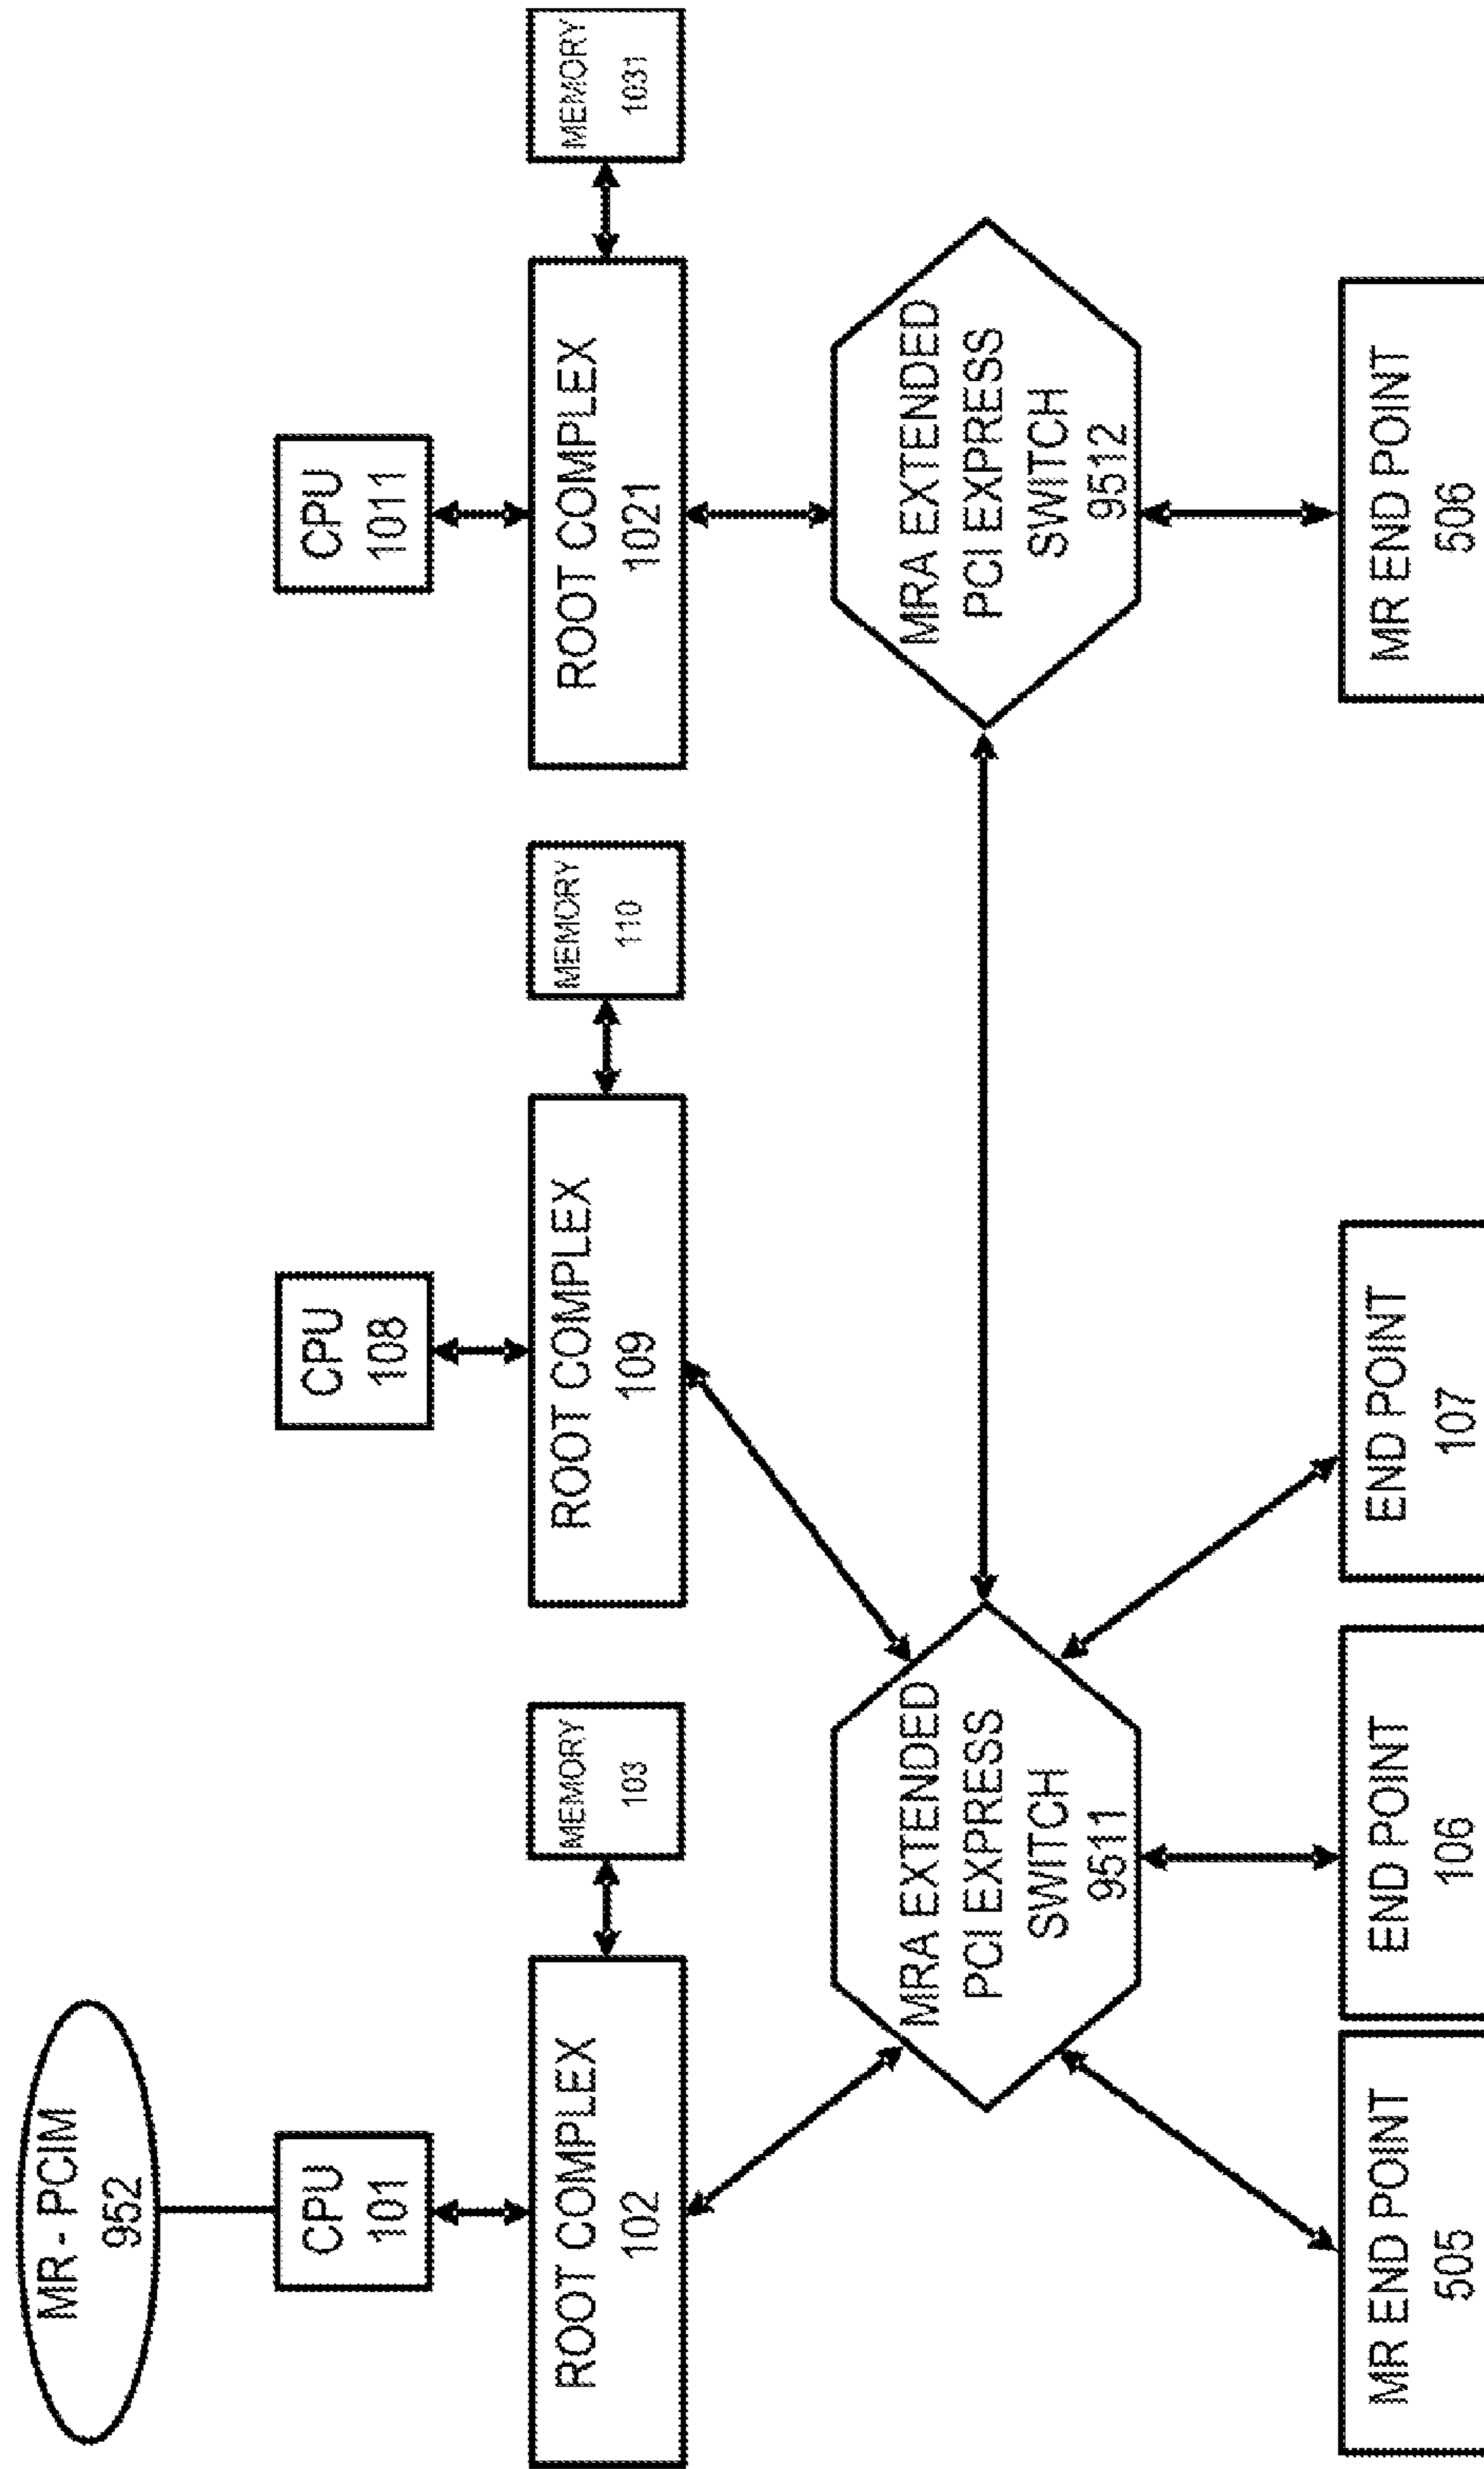 MR - PCIM
952
CPU
101
CPU
108
CPU
1011
ROOT COMPLEX
102
MEMORY
103
ROOT COMPLEX
109
MEMORY
110
ROOT COMPLEX
1021
MEMORY
1031
MRA EXTENDED
PCI EXPRESS
SWITCH
9511
MRA EXTENDED
PCI EXPRESS
SWITCH
9512
MR END POINT
505
END POINT
106
END POINT
107
MR END POINT
506